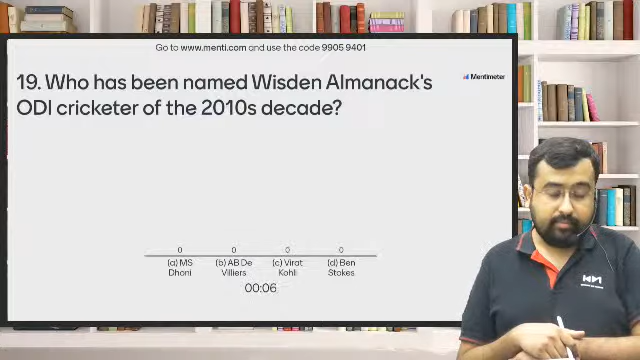 Go to www.menti.com and use the code 9905 9401
19. Who has been named Wisden Almanack's
ODI cricketer of the 2010s decade?
Mentimeter
0 0 0 0
(a) MS Dhoni
(b) AB De Villiers
(c) Virat Kohli
(d) Ben Stokes
00:06